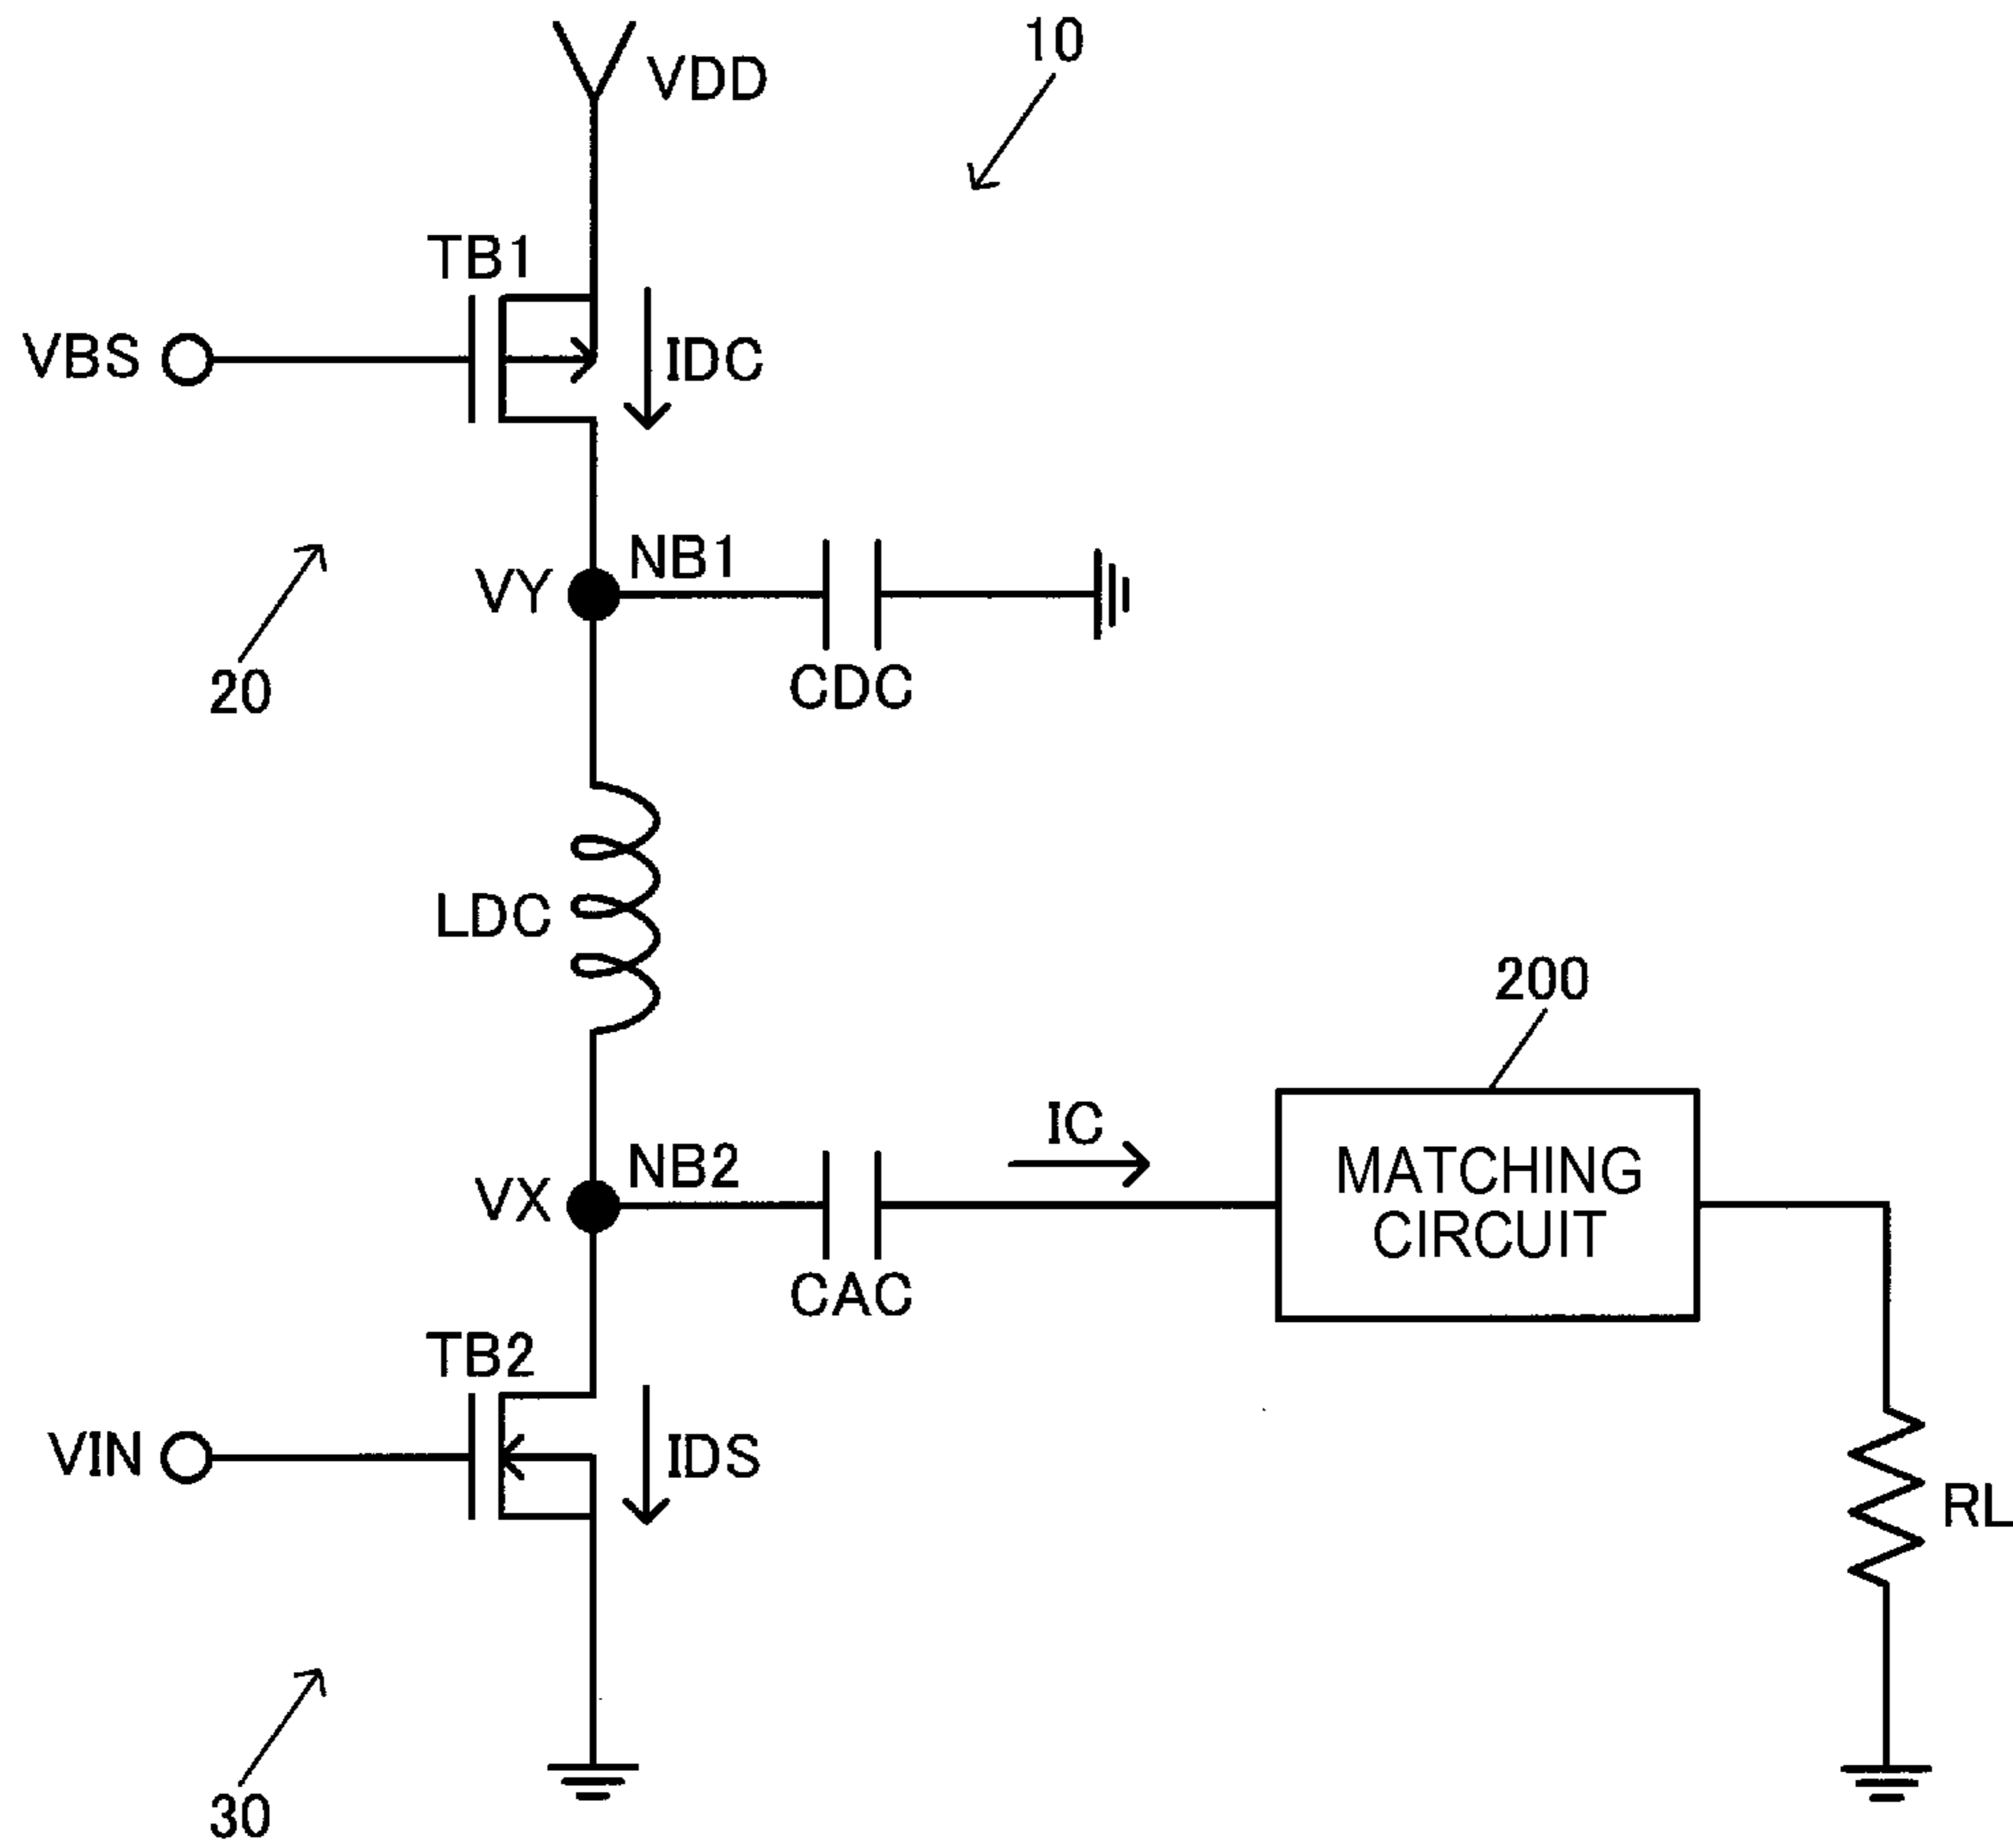 10
VDD
TB1
VBS
IDC
NB1
VY
20
CDC
LDC
200
IC
NB2
VX
MATCHING
CIRCUIT
CAC
TB2
VIN
IDS
RL
30